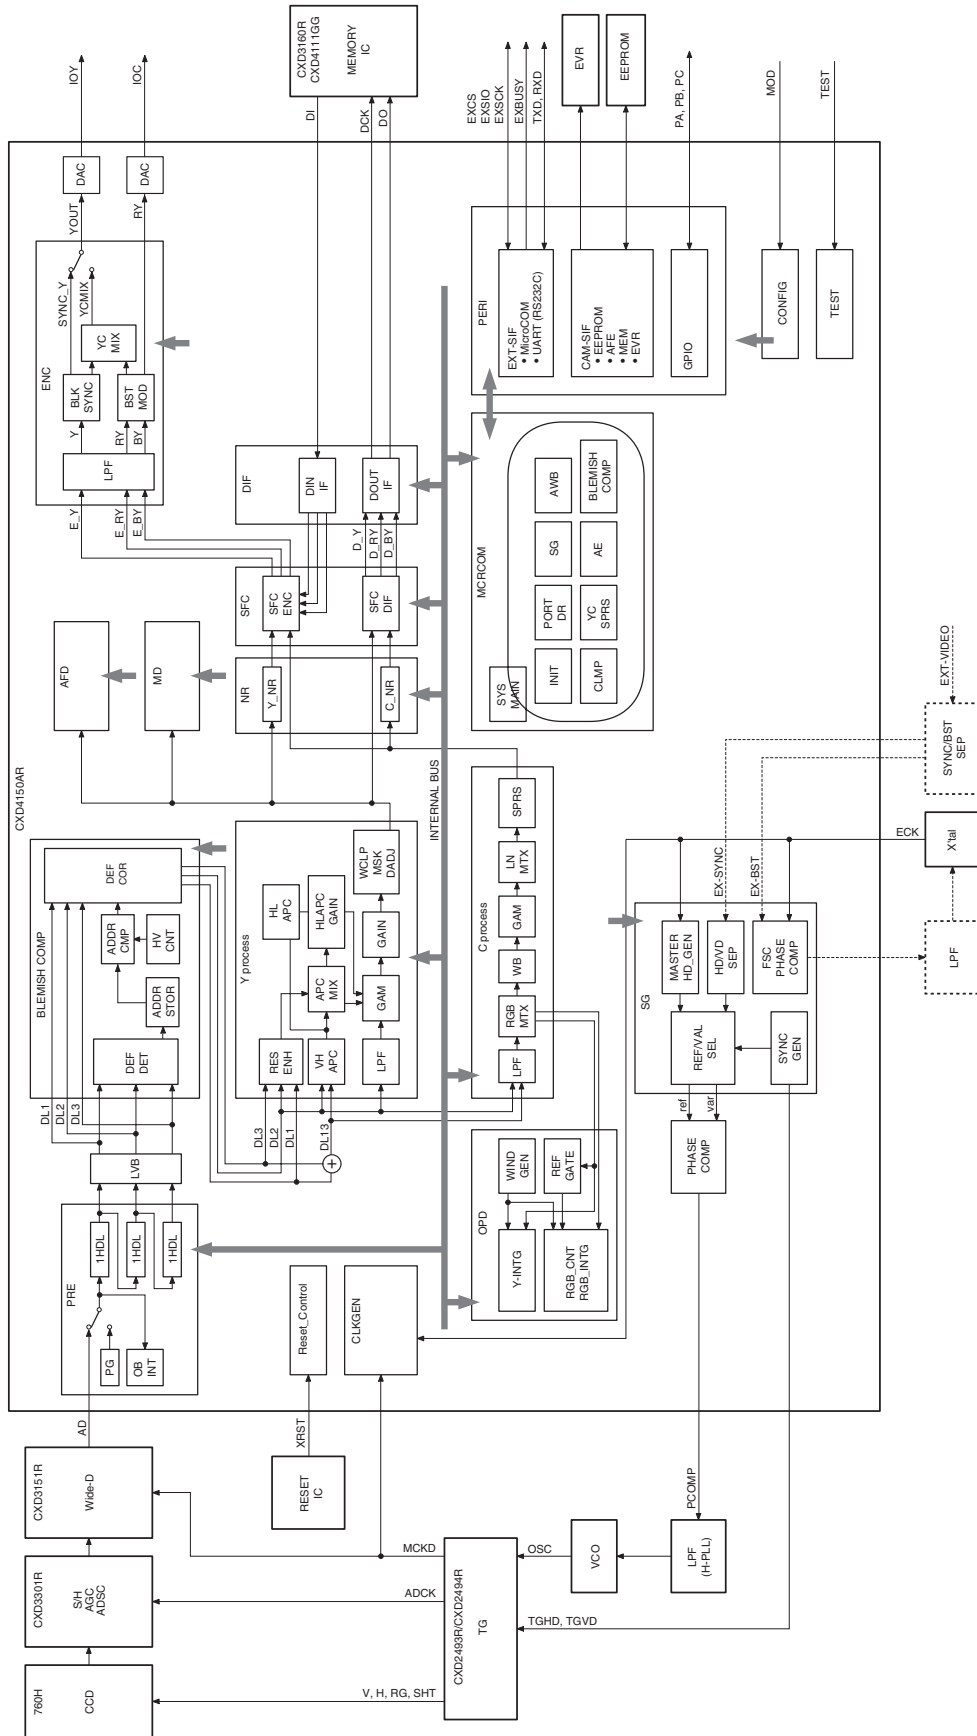 760H
CCD
CXD3301R
S/H
AGC
ADSC
CXD3151R
Wide-D
AD
V, H, RG, SHT
ADCK
MCKD
CXD2493R/CXD2494R
TG
OSC
VCO
LPF
(H-PLL)
PCOMP
TGHD, TGVD
RESET
IC
XRST
CXD4150AR
PRE
PG
OB
INT
1HDL
1HDL
1HDL
LVB
DL1
DL2
DL3
BLEMISH COMP
DEF
DET
ADDR
STOR
ADDR
CMP
HV
CNT
DEF
COR
AFD
MD
Reset_Control
CLKGEN
DL3
DL2
DL1
DL13
Y process
RES
ENH
VH
APC
LPF
APC
MIX
GAM
HL
APC
HLAPC
GAIN
GAIN
WCLP
MSK
DADJ
NR
Y_NR
C_NR
SFC
SFC
ENC
SFC
DIF
D_Y
D_RY
D_BY
DIF
DIN
IF
DOUT
IF
E_Y
E_RY
E_BY
ENC
LPF
Y
RY
BY
BLK
SYNC
BST
MOD
YC
MIX
SYNC_Y
YCMIX
YOUT
RY
DAC
DAC
IOY
IOC
DI
DCK
DO
CXD3160R
CXD4111GG
MEMORY
IC
INTERNAL BUS
OPD
Y-INTG
RGB_CNT
RGB_INTG
WIND
GEN
REF
GATE
C process
LPF
RGB
MTX
WB
GAM
LN
MTX
SPRS
MCRCOM
SYS
MAIN
INIT
PORT
DR
SG
AWB
CLMP
YC
SPRS
AE
BLEMISH
COMP
PERI
EXT-SIF
• MicroCOM
• UART (RS232C)
CAM-SIF
• EEPROM
• AFE
• MEM
• EVR
GPIO
CONFIG
TEST
EXCS
EXSIO
EXSCK
EXBUSY
TXD, RXD
EVR
EEPROM
PA, PB, PC
MOD
TEST
PHASE
COMP
ref
var
SG
REF/VAL
SEL
SYNC
GEN
MASTER
HD_GEN
HD/VD
SEP
FSC
PHASE
COMP
EX-SYNC
EX-BST
ECK
LPF
X'tal
SYNC/BST
SEP
EXT-VIDEO